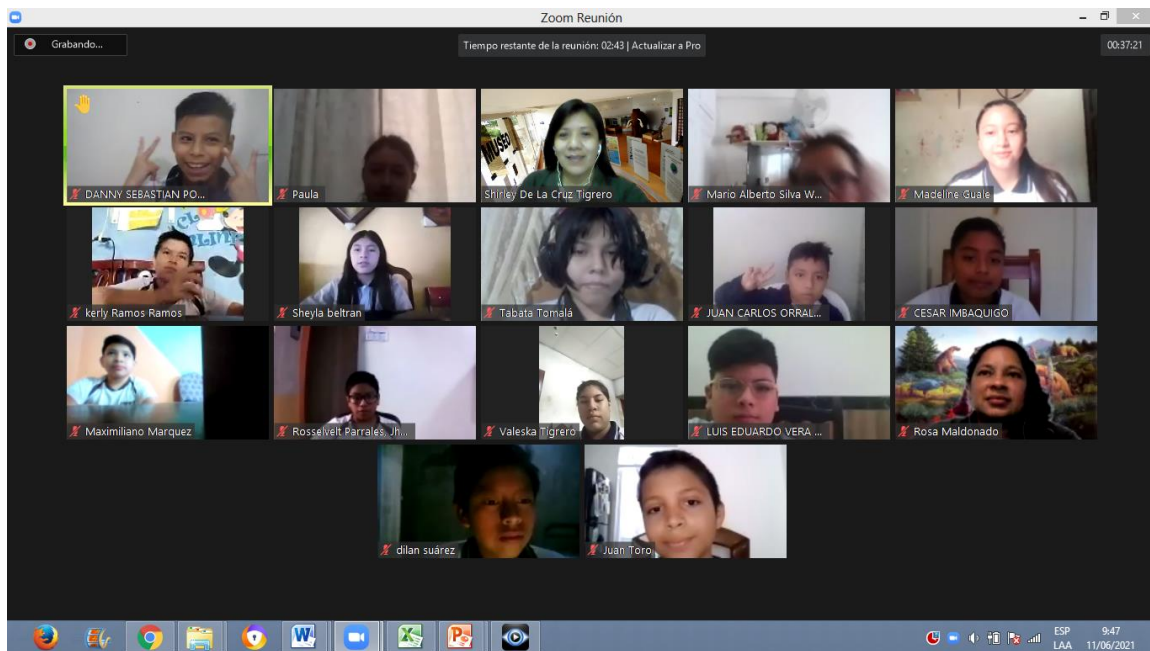 Zoom Reunión
Grabando...
Tiempo restante de la reunión: 02:43 | Actualizar a Pro
00:37:21
DANNY SEBASTIAN PO...
Paula
MUSEO
Shirley De La Cruz Tigrero
Mario Alberto Silva W...
Madeline Guale
kerly Ramos Ramos
Sheyla beltran
Tabata Tomalá
JUAN CARLOS ORRAL...
CESAR IMBAQUIGO
Maximiliano Marquez
Rosselvelt Parrales, Jh...
Valeska Tigrero
LUIS EDUARDO VERA ...
Rosa Maldonado
dilan suárez
Juan Toro
ESP
LAA
9:47
11/06/2021